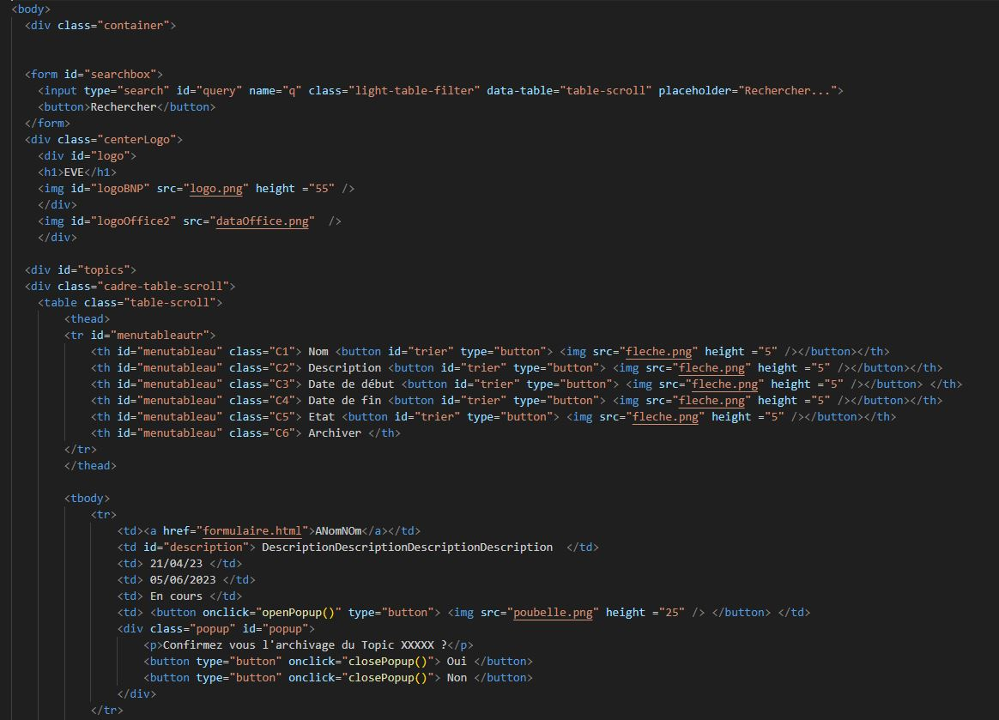 <body>
<div class="container">
<form id="searchbox">
<input type="search" id="query" name="q" class="light-table-filter" data-table="table-scroll" placeholder="Rechercher...">
<button>Rechercher</button>
</form>
<div class="centerLogo">
<div id="logo">
<h1>EVE</h1>
<img id="logoBNP" src="logo.png" height ="55" />
</div>
<img id="logoOffice2" src="dataOffice.png"  />
</div>
<div id="topics">
<div class="cadre-table-scroll">
<table class="table-scroll">
<thead>
<tr id="menutableautr">
<th id="menutableau" class="C1"> Nom <button id="trier" type="button"> <img src="fleche.png" height ="5" /></button></th>
<th id="menutableau" class="C2"> Description <button id="trier" type="button"> <img src="fleche.png" height ="5" /></button></th>
<th id="menutableau" class="C3"> Date de début <button id="trier" type="button"> <img src="fleche.png" height ="5" /></button> </th>
<th id="menutableau" class="C4"> Date de fin <button id="trier" type="button"> <img src="fleche.png" height ="5" /></button></th>
<th id="menutableau" class="C5"> Etat <button id="trier" type="button"> <img src="fleche.png" height ="5" /></button></th>
<th id="menutableau" class="C6"> Archiver </th>
</tr>
</thead>
<tbody>
<tr>
<td><a href="formulaire.html">ANomNOm</a></td>
<td id="description"> DescriptionDescriptionDescriptionDescription  </td>
<td> 21/04/23 </td>
<td> 05/06/2023 </td>
<td> En cours </td>
<td> <button onclick="openPopup()" type="button"> <img src="poubelle.png" height ="25" /> </button> </td>
<div class="popup" id="popup">
<p>Confirmez vous l'archivage du Topic XXXXX ?</p>
<button type="button" onclick="closePopup()"> Oui </button>
<button type="button" onclick="closePopup()"> Non </button>
</div>
</tr>